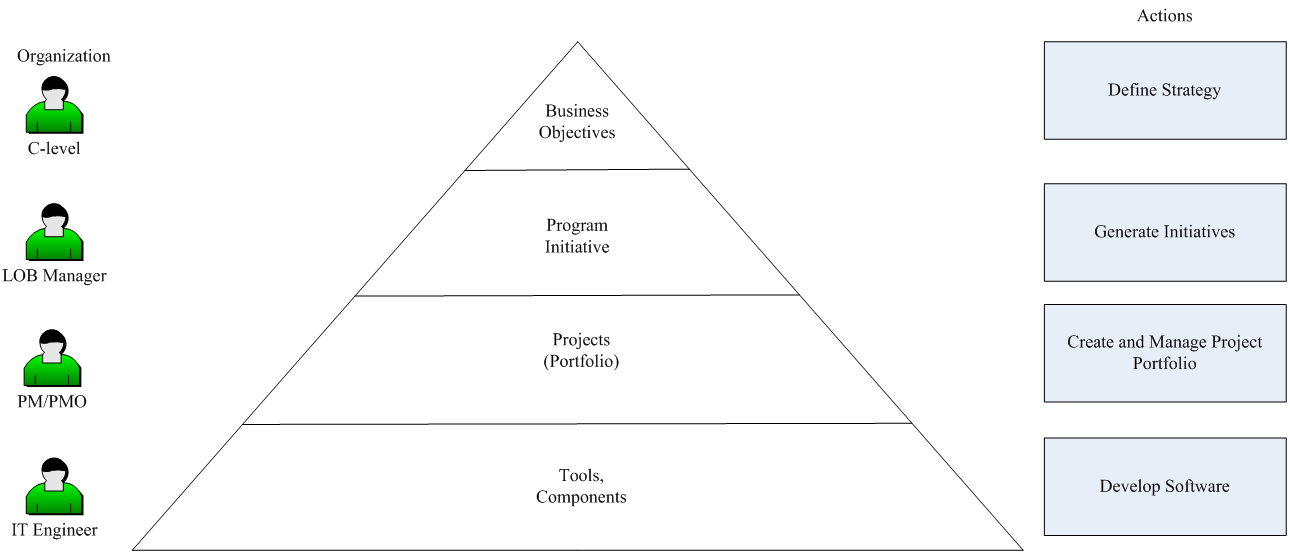 Actions
Organization
C-level
Business
Objectives
Define Strategy
LOB Manager
Program
Initiative
Generate Initiatives
PM/PMO
Projects
(Portfolio)
Create and Manage Project
Portfolio
IT Engineer
Tools,
Components
Develop Software